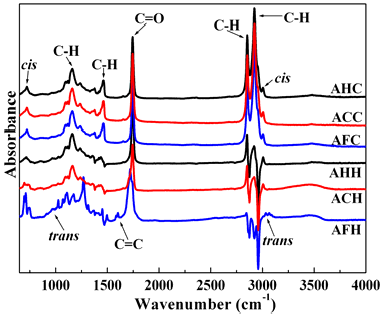 C=O
C-H
C-H
C-H
C-H
cis
cis
AHC
ACC
AFC
AHH
ACH
AFH
trans
C=C
trans
Absorbance
1000 1500 2000 2500 3000 3500 4000
Wavenumber (cm⁻¹)